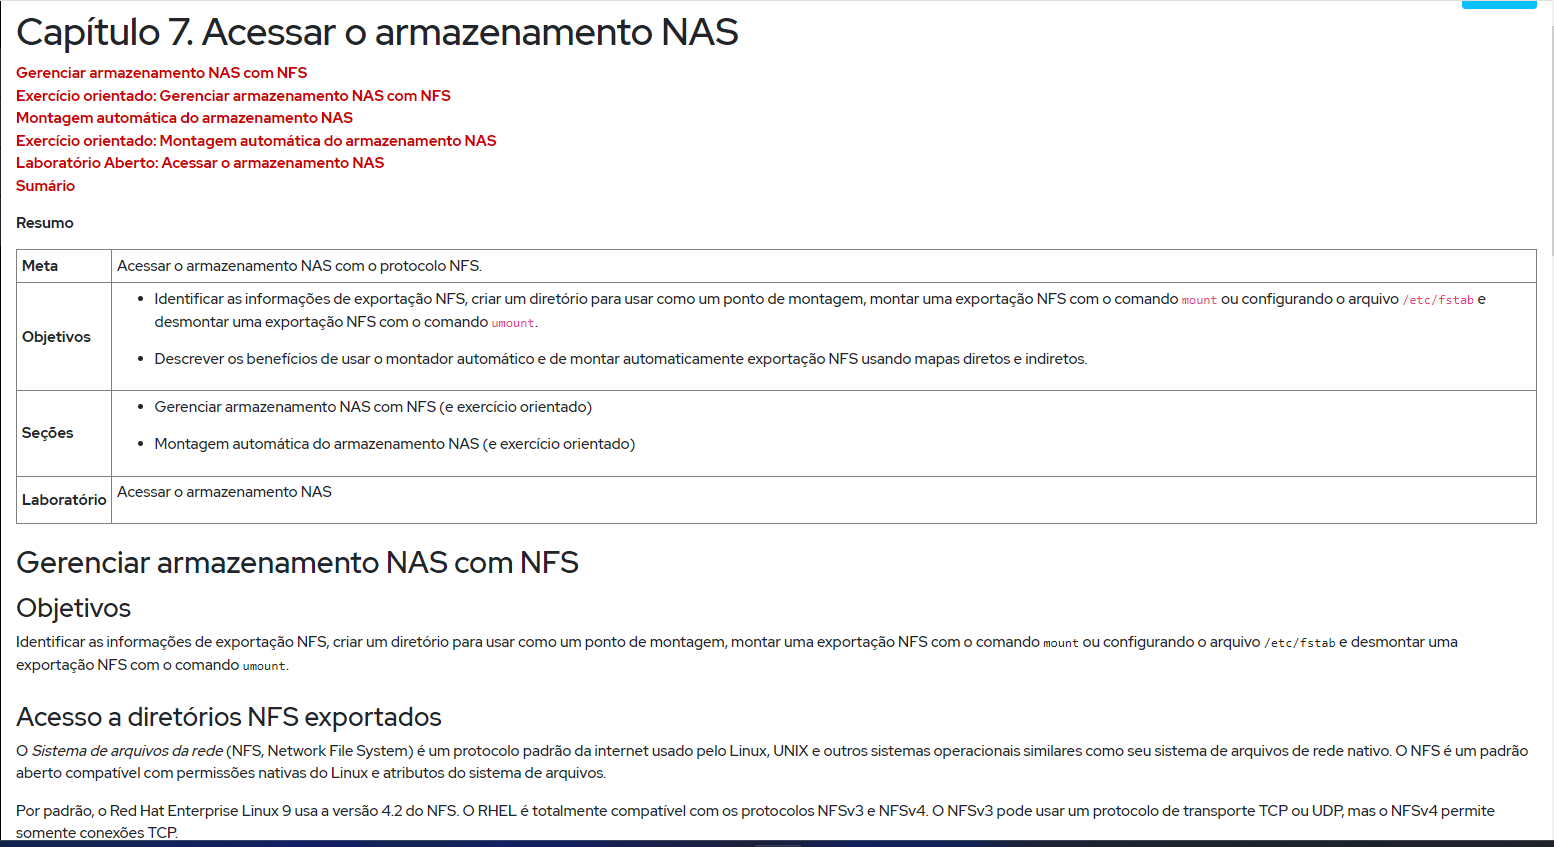 Capítulo 7. Acessar o armazenamento NAS
Gerenciar armazenamento NAS com NFS
Exercício orientado: Gerenciar armazenamento NAS com NFS
Montagem automática do armazenamento NAS
Exercício orientado: Montagem automática do armazenamento NAS
Laboratório Aberto: Acessar o armazenamento NAS
Sumário
Resumo
Meta
Acessar o armazenamento NAS com o protocolo NFS.
Objetivos
• Identificar as informações de exportação NFS, criar um diretório para usar como um ponto de montagem, montar uma exportação NFS com o comando mount ou configurando o arquivo /etc/fstab e
desmontar uma exportação NFS com o comando umount.
• Descrever os benefícios de usar o montador automático e de montar automaticamente exportação NFS usando mapas diretos e indiretos.
Seções
• Gerenciar armazenamento NAS com NFS (e exercício orientado)
• Montagem automática do armazenamento NAS (e exercício orientado)
Laboratório
Acessar o armazenamento NAS
Gerenciar armazenamento NAS com NFS
Objetivos
Identificar as informações de exportação NFS, criar um diretório para usar como um ponto de montagem, montar uma exportação NFS com o comando mount ou configurando o arquivo /etc/fstab e desmontar uma
exportação NFS com o comando umount.
Acesso a diretórios NFS exportados
O Sistema de arquivos da rede (NFS, Network File System) é um protocolo padrão da internet usado pelo Linux, UNIX e outros sistemas operacionais similares como seu sistema de arquivos de rede nativo. O NFS é um padrão
aberto compatível com permissões nativas do Linux e atributos do sistema de arquivos.
Por padrão, o Red Hat Enterprise Linux 9 usa a versão 4.2 do NFS. O RHEL é totalmente compatível com os protocolos NFSv3 e NFSv4. O NFSv3 pode usar um protocolo de transporte TCP ou UDP, mas o NFSv4 permite
somente conexões TCP.